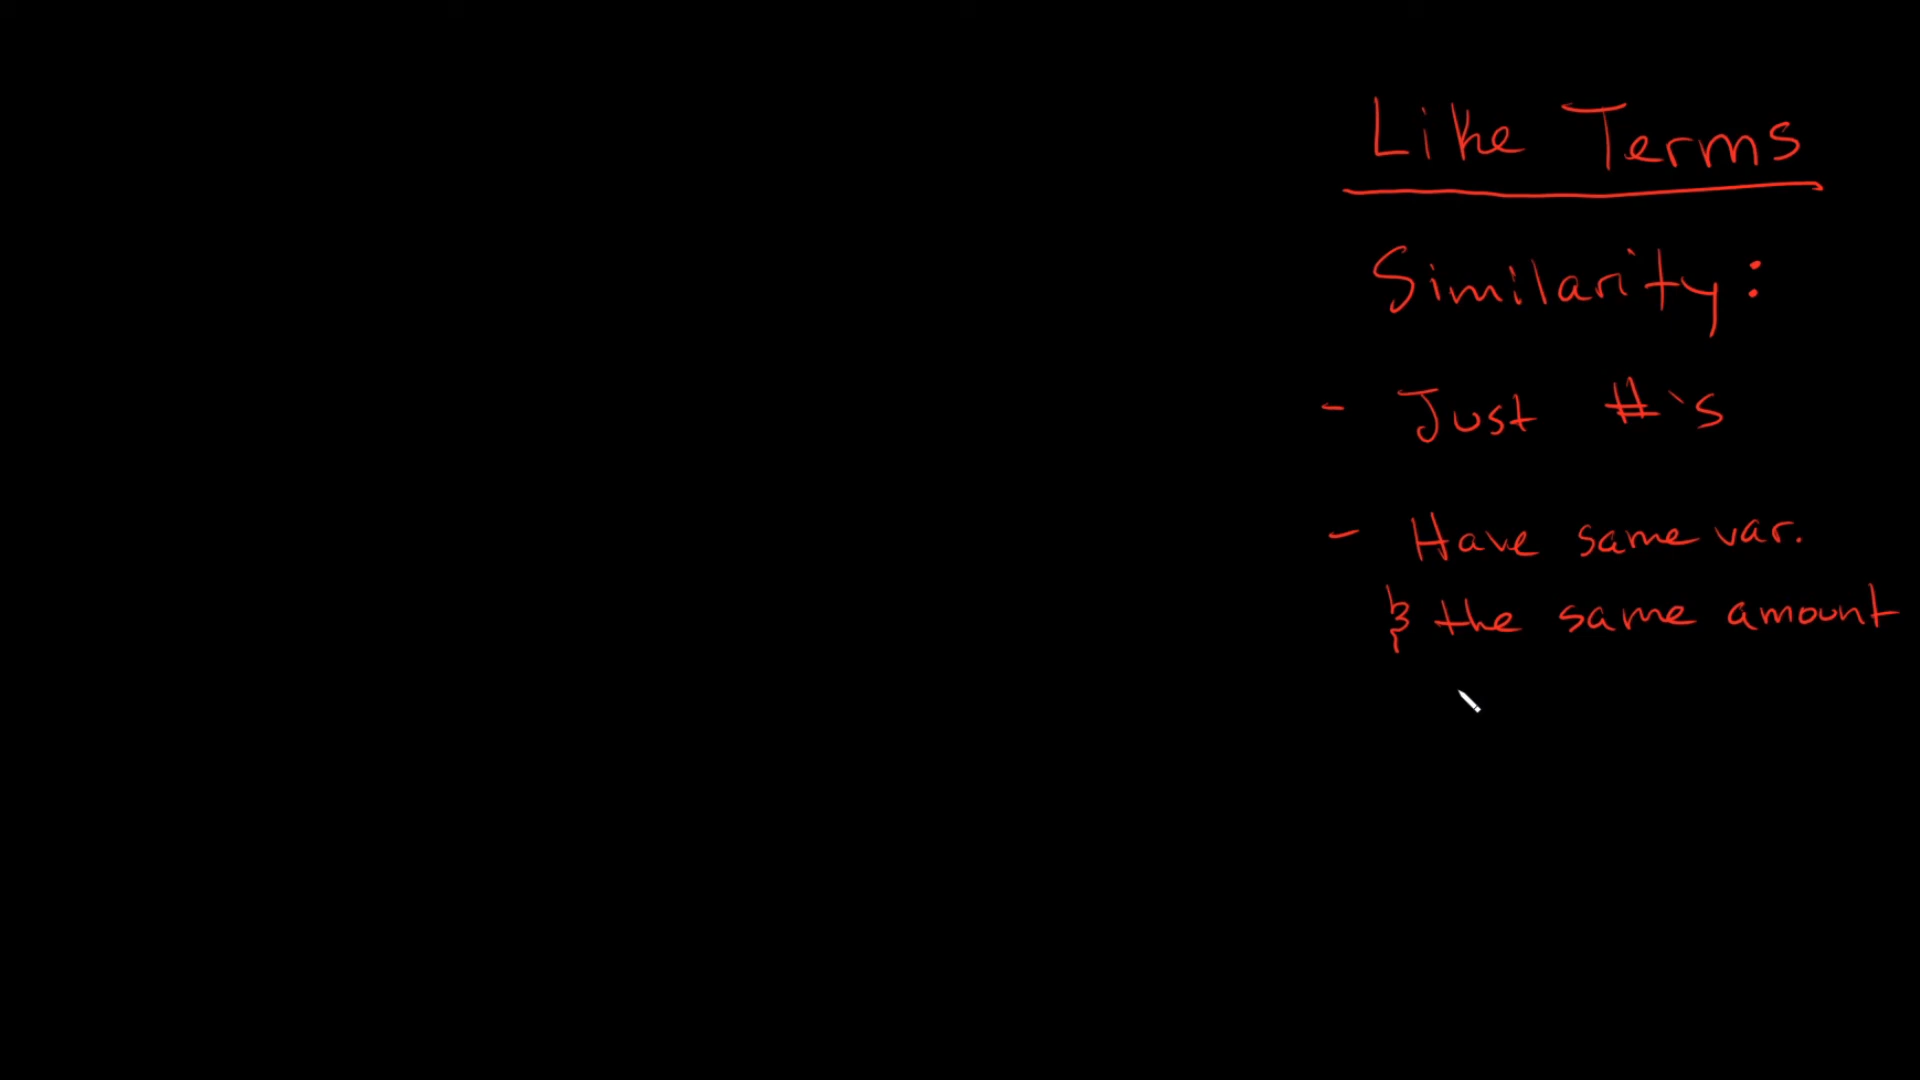 Like Terms
Similarity:
- Just #'s
- Have same var.
& the same amount